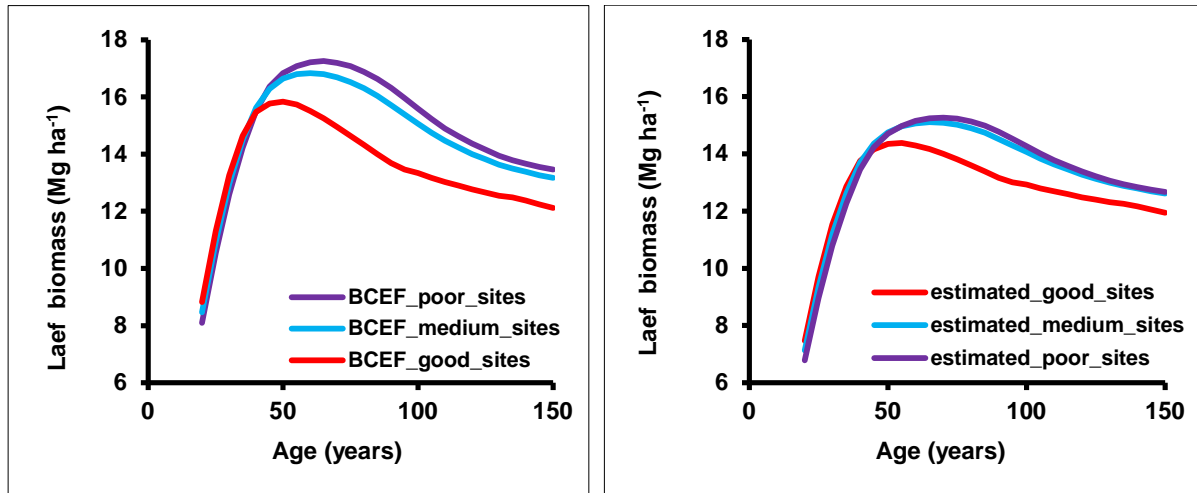 18
16
14
12
10
8
6
Laef biomass (Mg ha-1)
BCEF_poor_sites
BCEF_medium_sites
BCEF_good_sites
0 50 100 150
Age (years)
18
16
14
12
10
8
6
Laef biomass (Mg ha-1)
estimated_good_sites
estimated_medium_sites
estimated_poor_sites
0 50 100 150
Age (years)